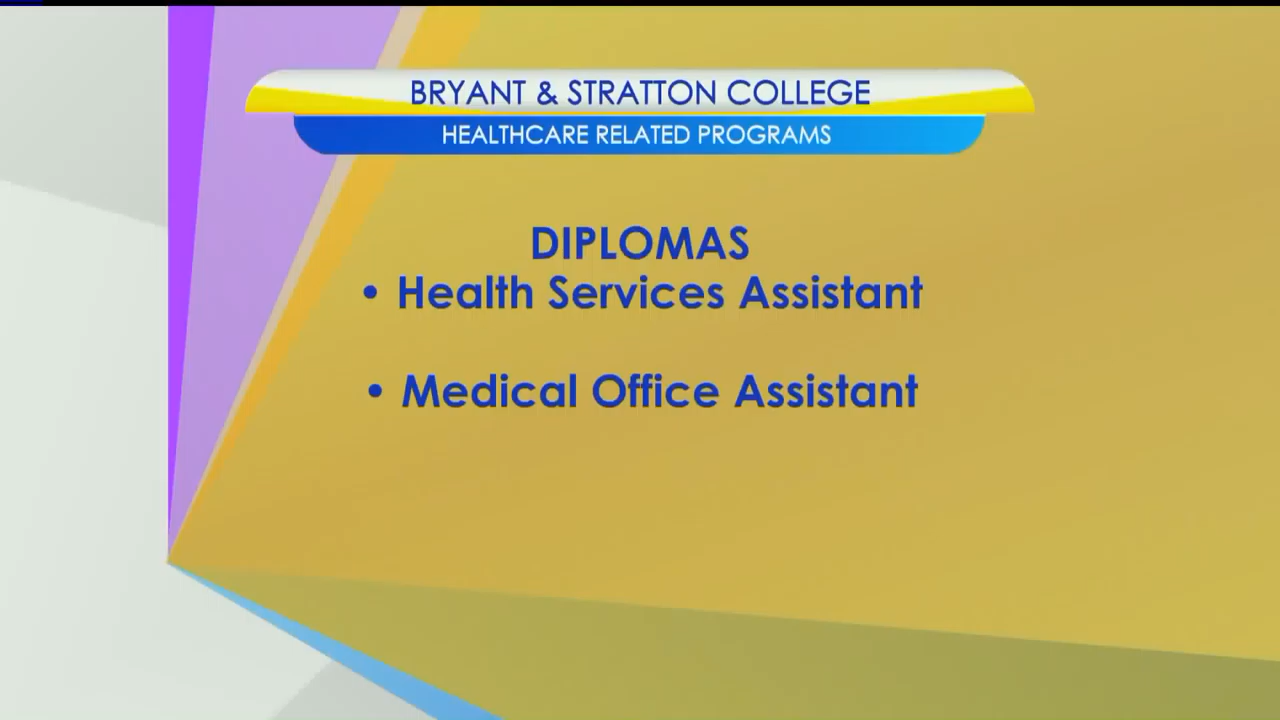 BRYANT & STRATTON COLLEGE
HEALTHCARE RELATED PROGRAMS
DIPLOMAS
• Health Services Assistant
• Medical Office Assistant